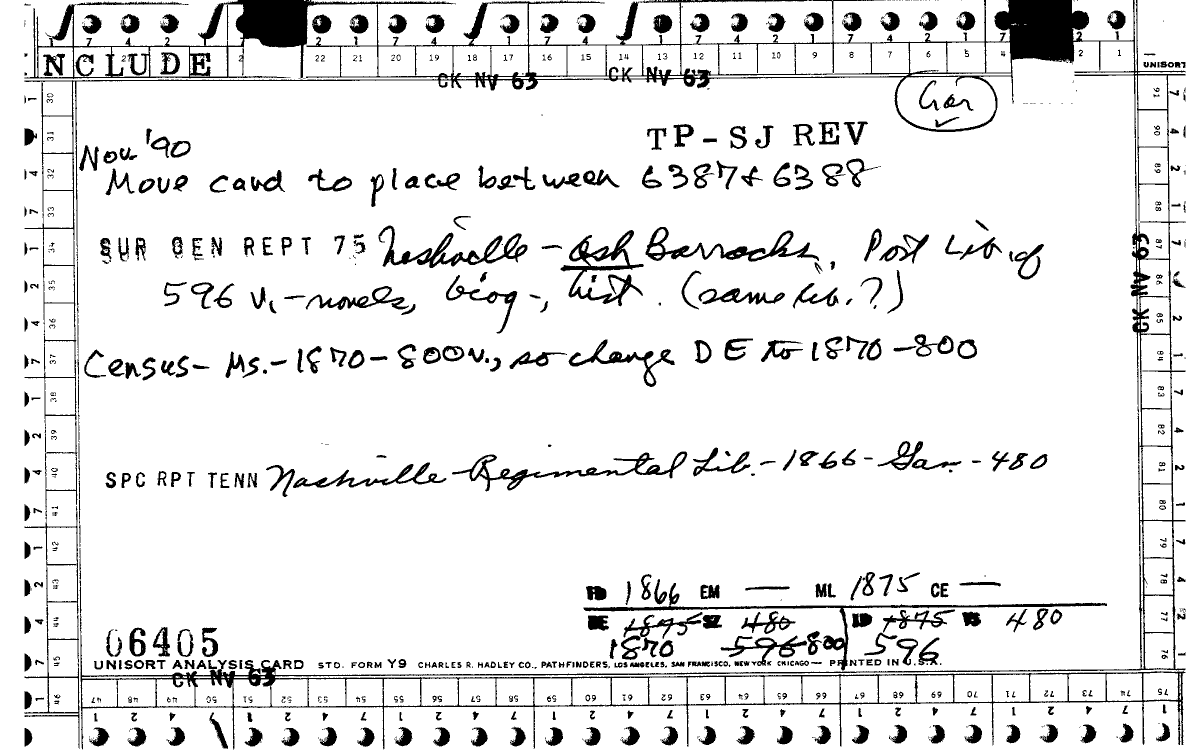 INCLUDE
CK NV 63 CK NV 63
UNISORT
Gar
TP-SJ REV
Nov '90
Move card to place between 6387 & 6388
SUR GEN REPT 75 Nashville - Ash Barracks, Post Lib. of
596 v. - novels, biog-, hist. (same lib.?)
CK NV 63
Census - Ms. - 1870 - 800 v., so change DE to 1870 - 800
SPC RPT TENN Nashville - Regimental Lib. - 1866 - Gar. - 480
FD 1866 EM — ML 1875 CE —
DE 1875 SZ 480 ID 1875 VS 480
1870 596 800 596
06405
UNISORT ANALYSIS CARD STD. FORM Y9 CHARLES R. HADLEY CO., PATHFINDERS, LOS ANGELES, SAN FRANCISCO, NEW YORK CHICAGO — PRINTED IN U.S.A.
CK NV 63